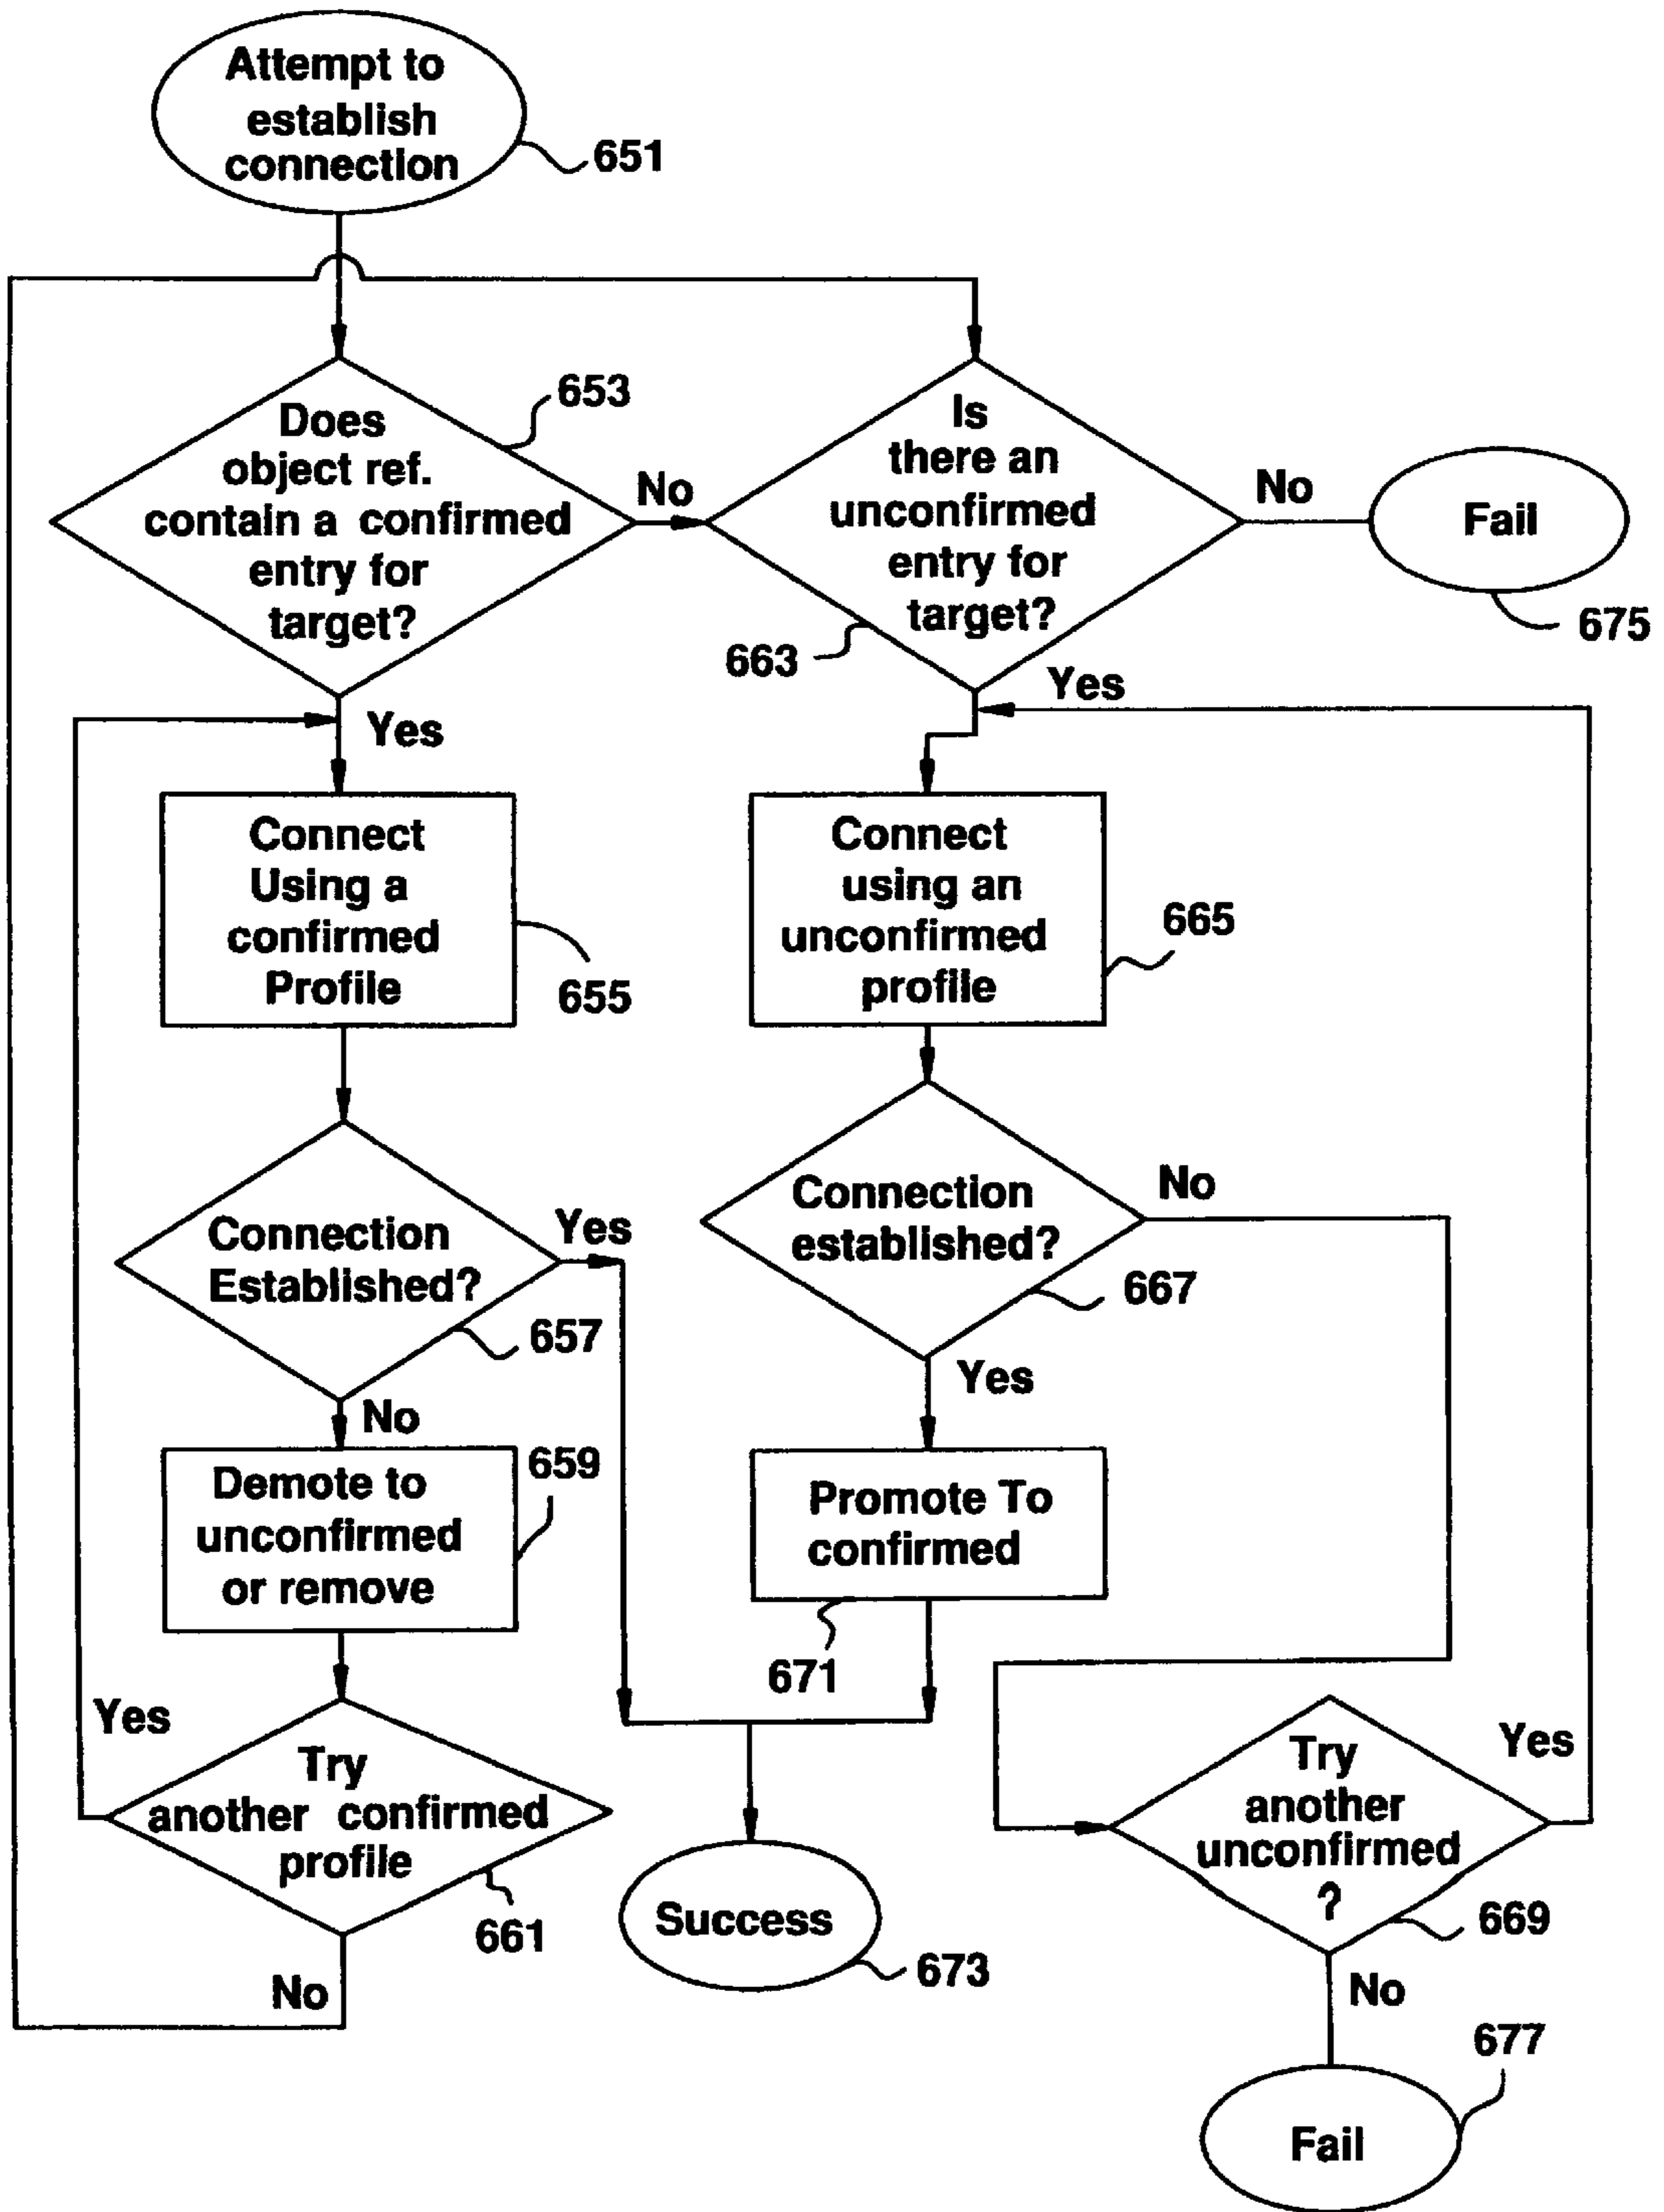 Attempt to
establish
connection
651
Does
object ref.
contain a confirmed
entry for
target?
653
No
Is
there an
unconfirmed
entry for
target?
663
No
Fail
675
Yes
Yes
Connect
Using a
confirmed
Profile
655
Connect
using an
unconfirmed
profile
665
Connection
Established?
657
Yes
No
Connection
established?
667
No
Yes
Demote to
unconfirmed
or remove
659
Promote To
confirmed
671
Yes
Try
another confirmed
profile
661
No
Success
673
Try
another
unconfirmed
?
669
Yes
No
677
Fail